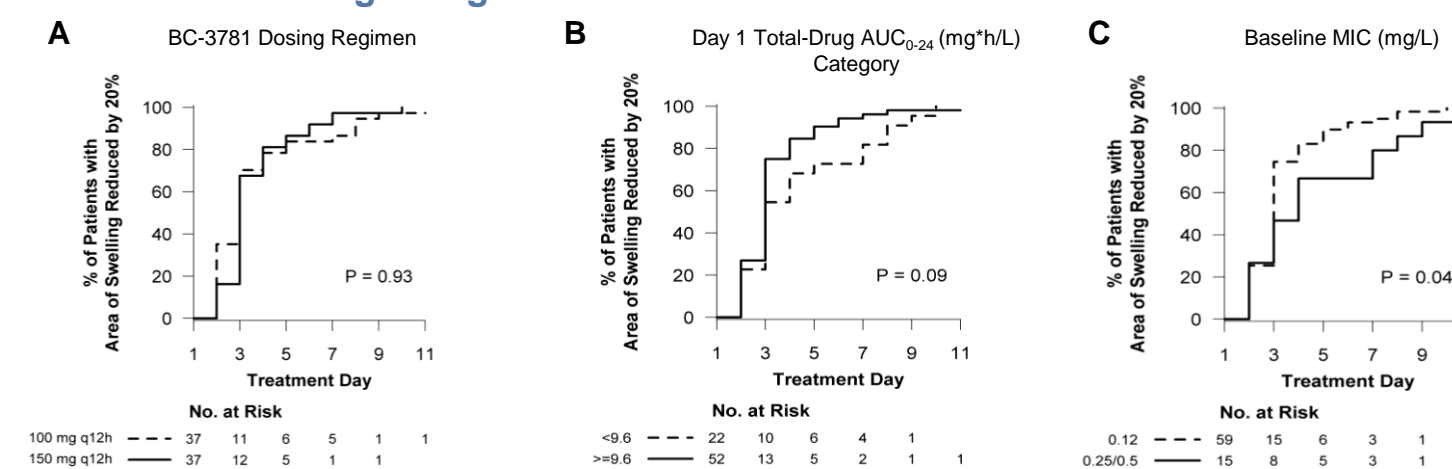 A BC-3781 Dosing Regimen
% of Patients with
Area of Swelling Reduced by 20%
100
80
60
40
20
0
P = 0.93
1 3 5 7 9 11
Treatment Day
No. at Risk
100 mg q12h 37 11 6 5 1 1
150 mg q12h 37 12 5 1 1
B Day 1 Total-Drug AUC0-24 (mg*h/L)
Category
% of Patients with
Area of Swelling Reduced by 20%
100
80
60
40
20
0
P = 0.09
1 3 5 7 9 11
Treatment Day
No. at Risk
<9.6 22 10 6 4 1
>=9.6 52 13 5 2 1 1
C Baseline MIC (mg/L)
% of Patients with
Area of Swelling Reduced by 20%
100
80
60
40
20
0
P = 0.04
1 3 5 7 9
Treatment Day
No. at Risk
0.12 59 15 6 3 1
0.25/0.5 15 8 5 3 1